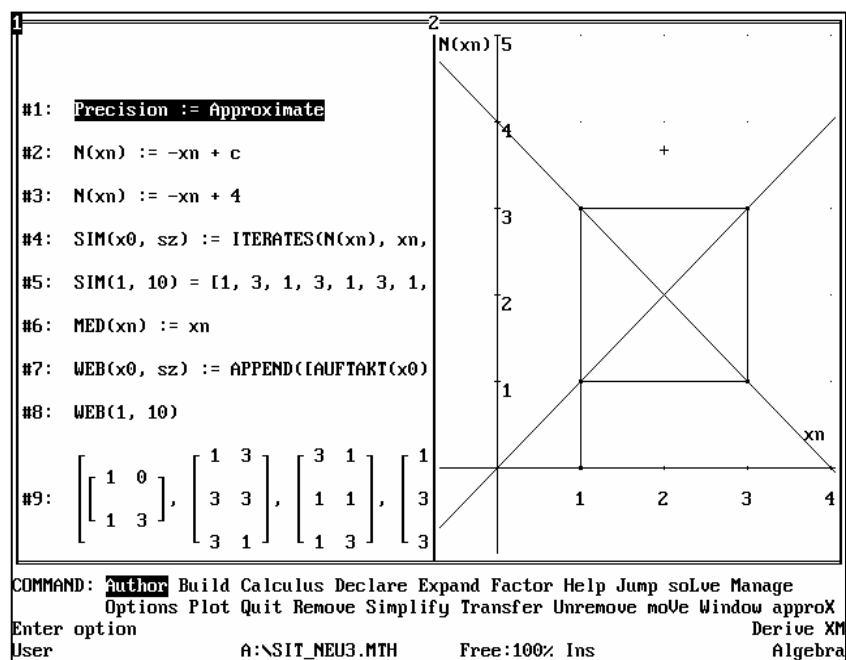 1
2
#1: Precision := Approximate
#2: N(xn) := -xn + c
#3: N(xn) := -xn + 4
#4: SIM(x0, sz) := ITERATES(N(xn), xn,
#5: SIM(1, 10) = [1, 3, 1, 3, 1, 3, 1,
#6: MED(xn) := xn
#7: WEB(x0, sz) := APPEND([AUFTAKT(x0)
#8: WEB(1, 10)
1 3 3 1 1
1 0
#9: , 3 3 , 1 1 , 3
1 3
3 1 1 3 3
N(xn) 5
4
3
2
1
xn
1 2 3 4
COMMAND: Author Build Calculus Declare Expand Factor Help Jump soLve Manage
Options Plot Quit Remove Simplify Transfer Unremove moVe Window approX
Enter option Derive XM
User A:\SIT_NEU3.MTH Free:100% Ins Algebra